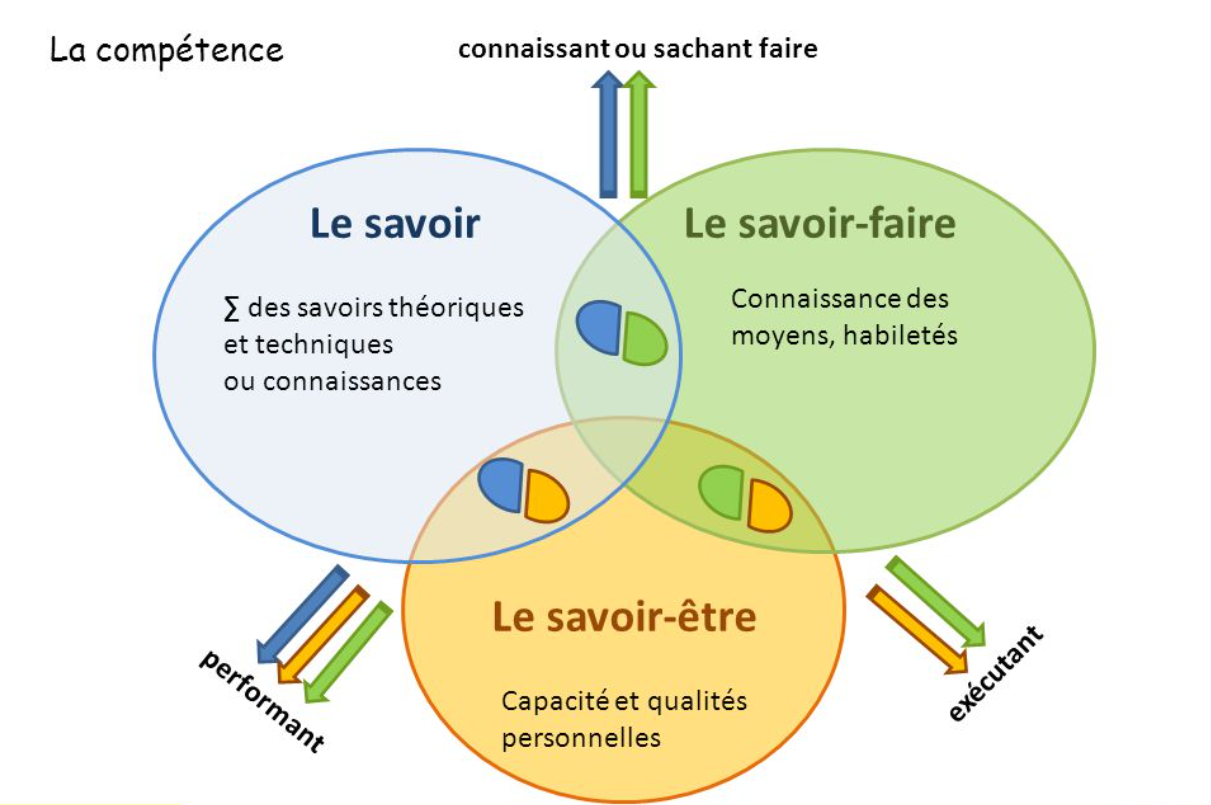 La compétence
connaissant ou sachant faire
Le savoir
Le savoir-faire
∑ des savoirs théoriques
et techniques
ou connaissances
Connaissance des
moyens, habiletés
Le savoir-être
Capacité et qualités
personnelles
performant
exécutant